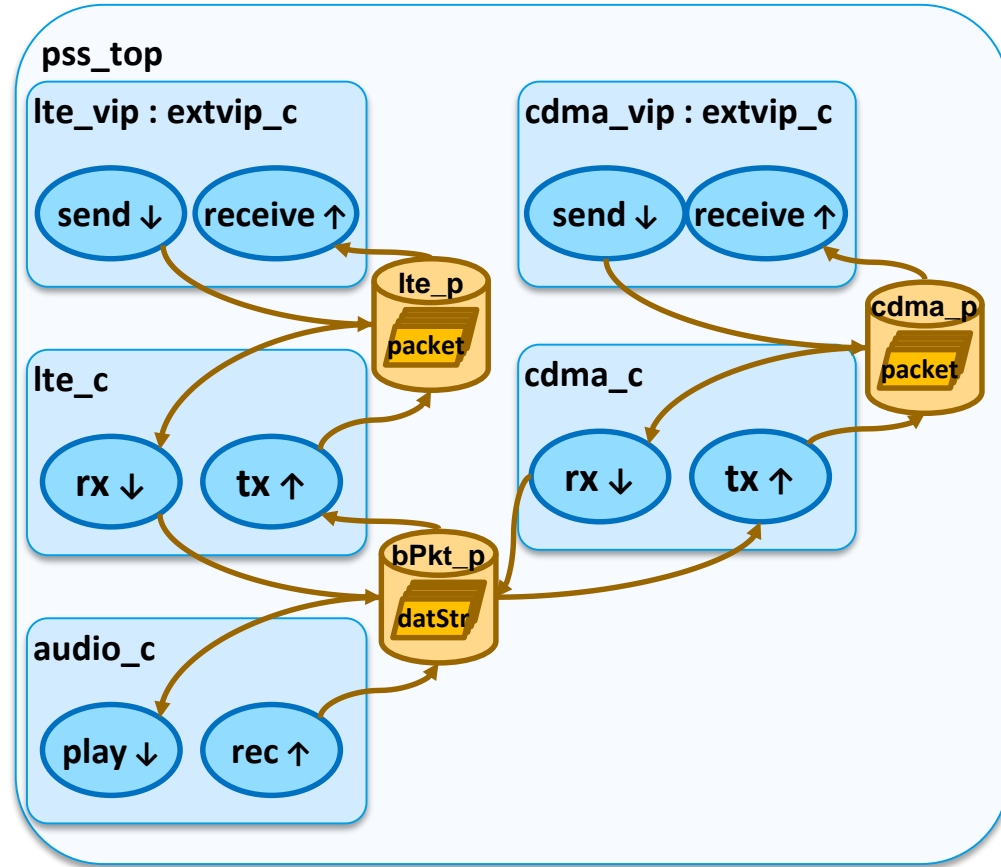 pss_top
lte_vip : extvip_c
send ↓
receive ↑
lte_p
packet
cdma_vip : extvip_c
send ↓
receive ↑
cdma_p
packet
lte_c
rx ↓
tx ↑
cdma_c
rx ↓
tx ↑
bPkt_p
datStr
audio_c
play ↓
rec ↑